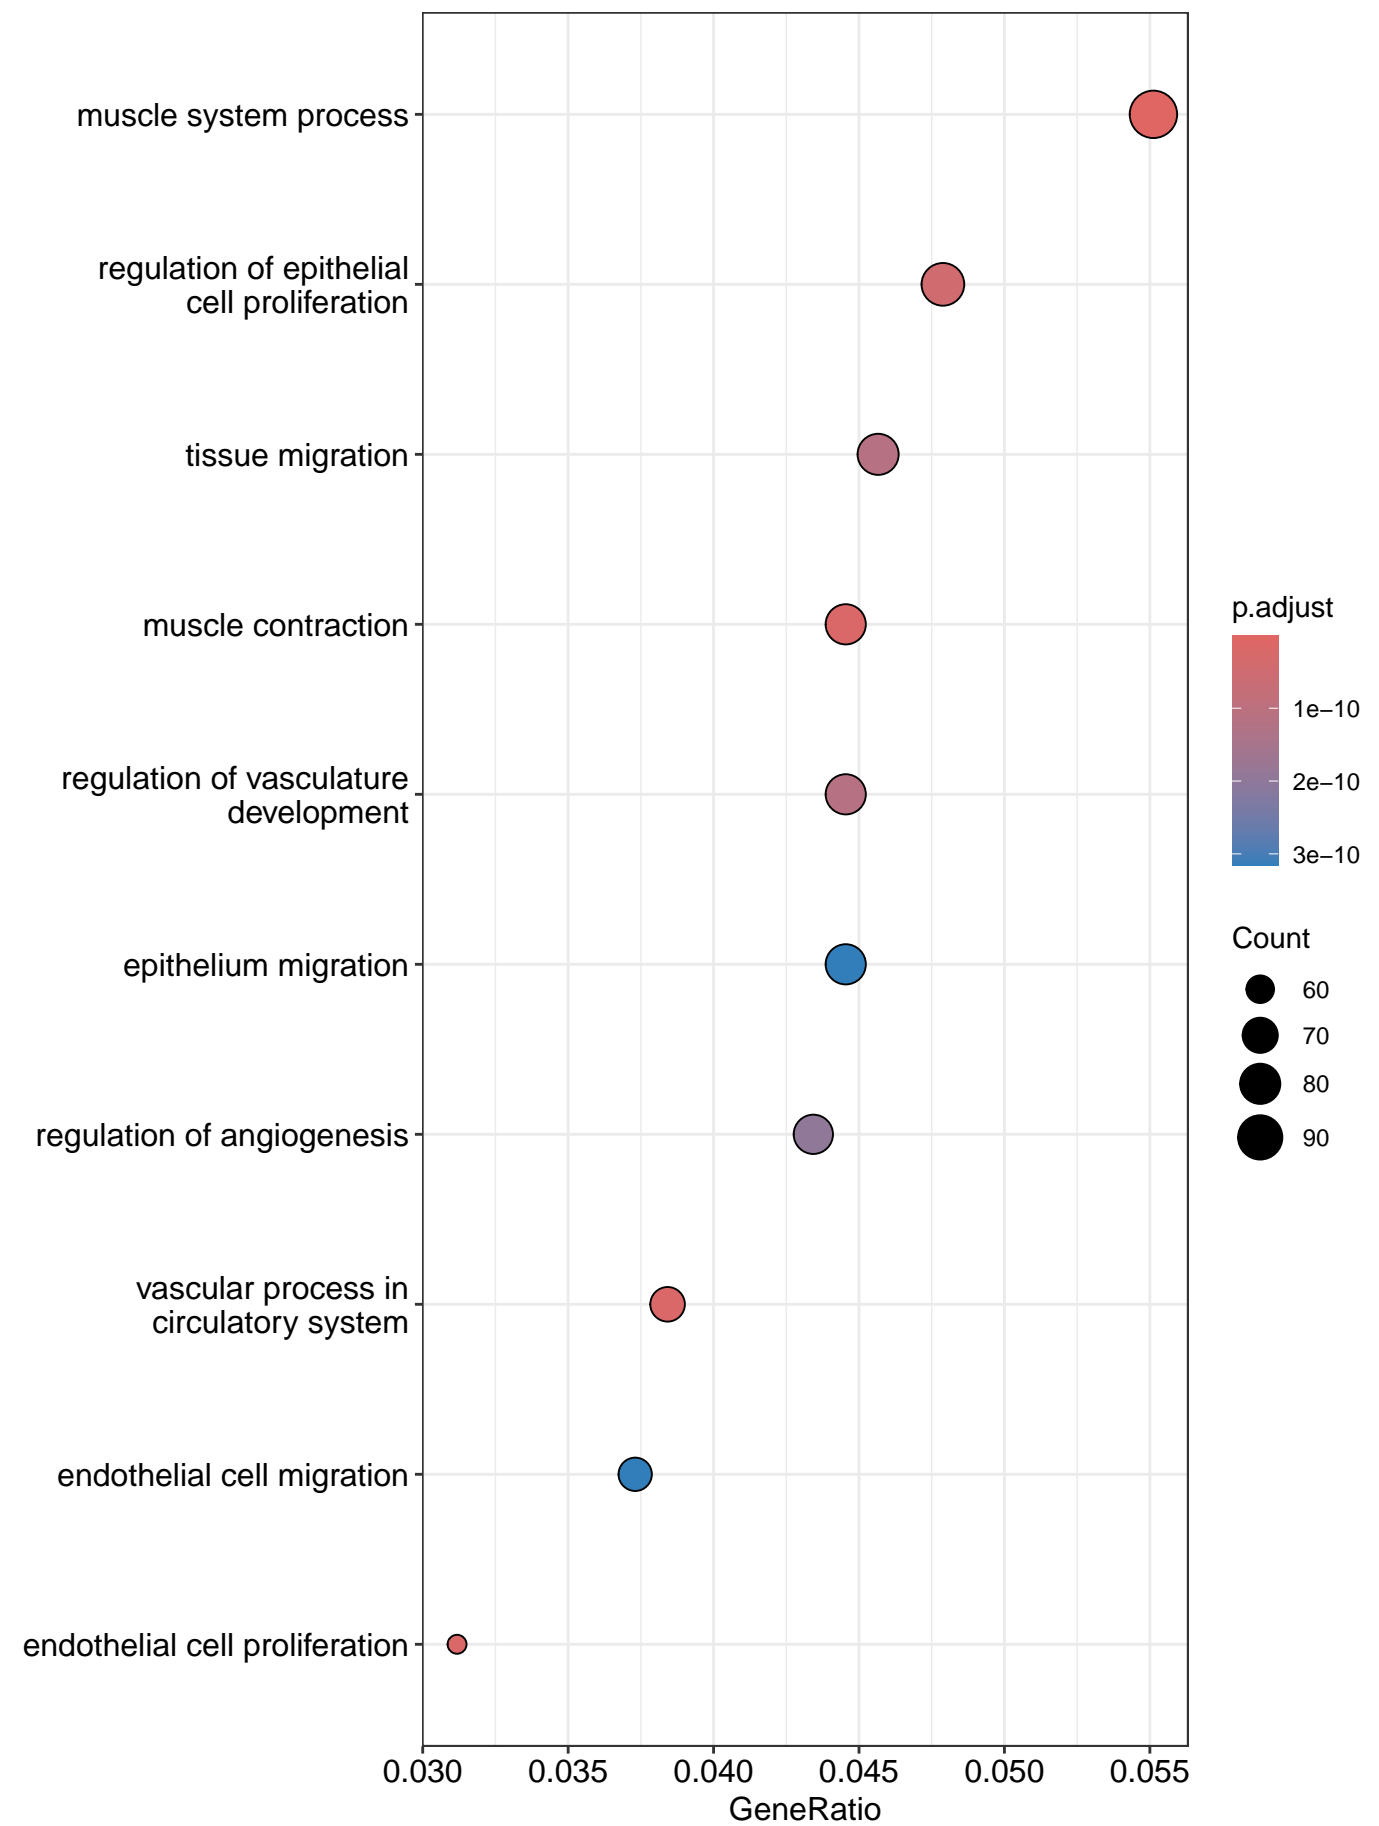 muscle system process
regulation of epithelial
cell proliferation
tissue migration
muscle contraction
regulation of vasculature
development
epithelium migration
regulation of angiogenesis
vascular process in
circulatory system
endothelial cell migration
endothelial cell proliferation
0.030 0.035 0.040 0.045 0.050 0.055
GeneRatio
p.adjust
1e−10
2e−10
3e−10
Count
60
70
80
90